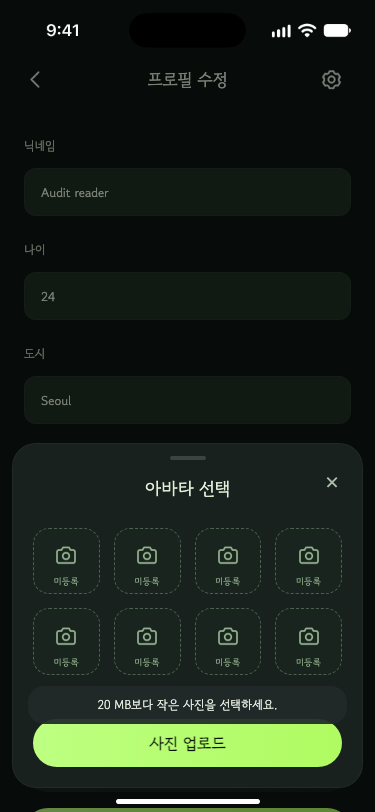 9:41
프로필 수정
닉네임
Audit reader
나이
24
도시
Seoul
아바타 선택
미등록 미등록 미등록 미등록
미등록 미등록 미등록 미등록
20 MB보다 작은 사진을 선택하세요.
사진 업로드